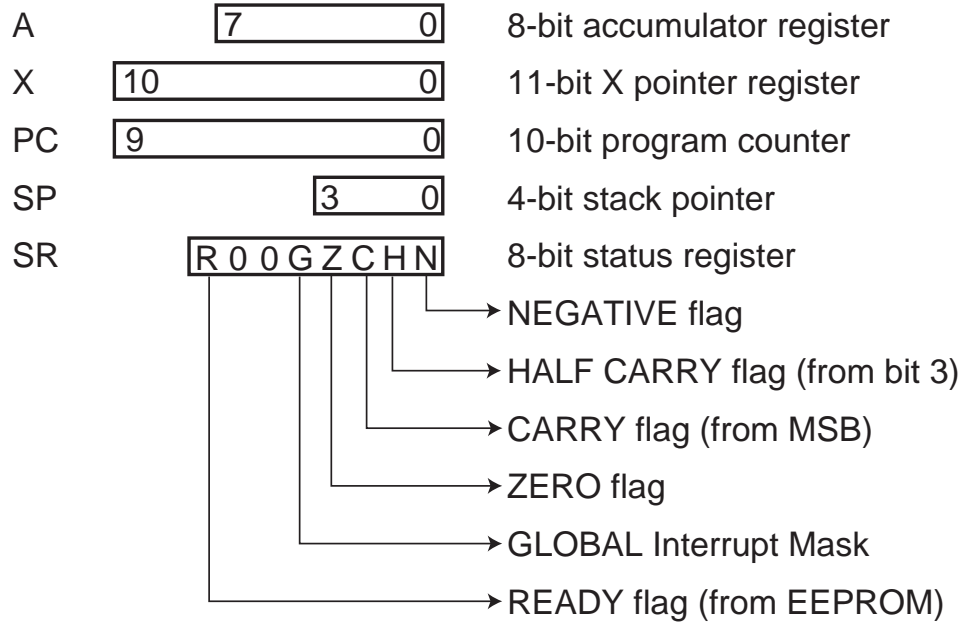 A 7 0 8-bit accumulator register
X 10 0 11-bit X pointer register
PC 9 0 10-bit program counter
SP 3 0 4-bit stack pointer
SR R 0 0 G Z C H N 8-bit status register
NEGATIVE flag
HALF CARRY flag (from bit 3)
CARRY flag (from MSB)
ZERO flag
GLOBAL Interrupt Mask
READY flag (from EEPROM)